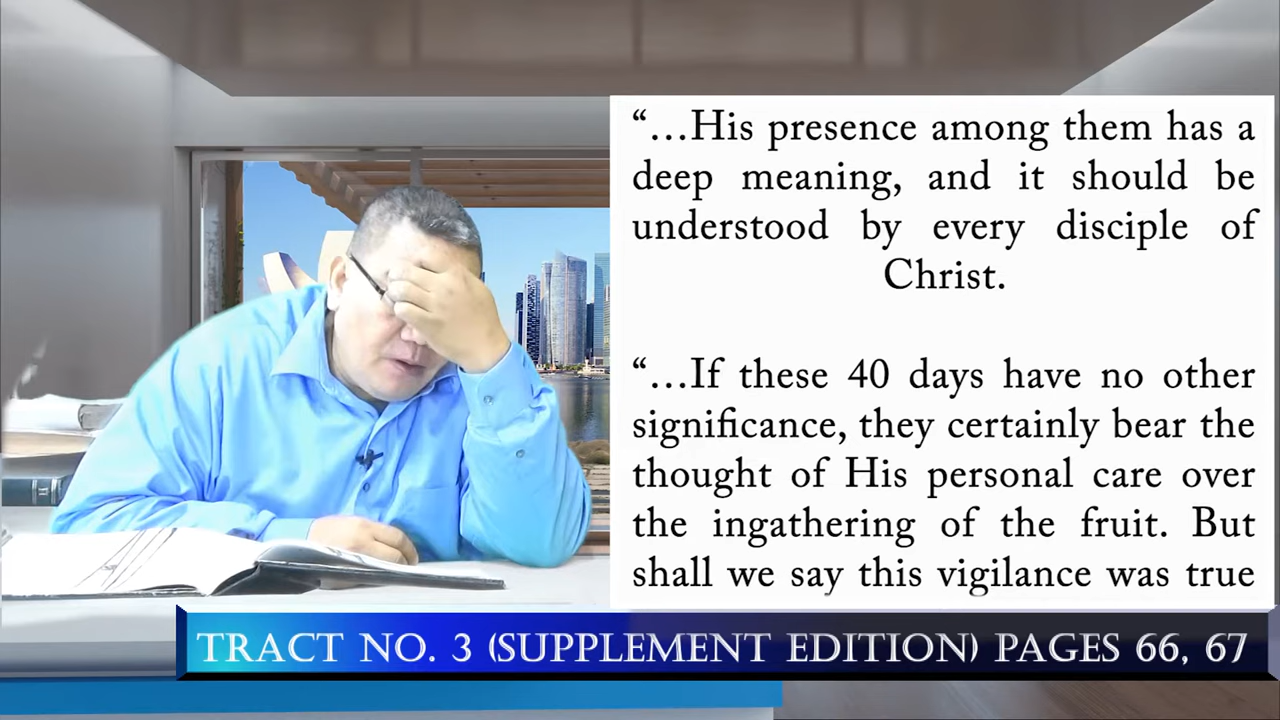 “…His presence among them has a
deep meaning, and it should be
understood by every disciple of
Christ.
“…If these 40 days have no other
significance, they certainly bear the
thought of His personal care over
the ingathering of the fruit. But
shall we say this vigilance was true
TRACT NO. 3 (SUPPLEMENT EDITION) PAGES 66, 67